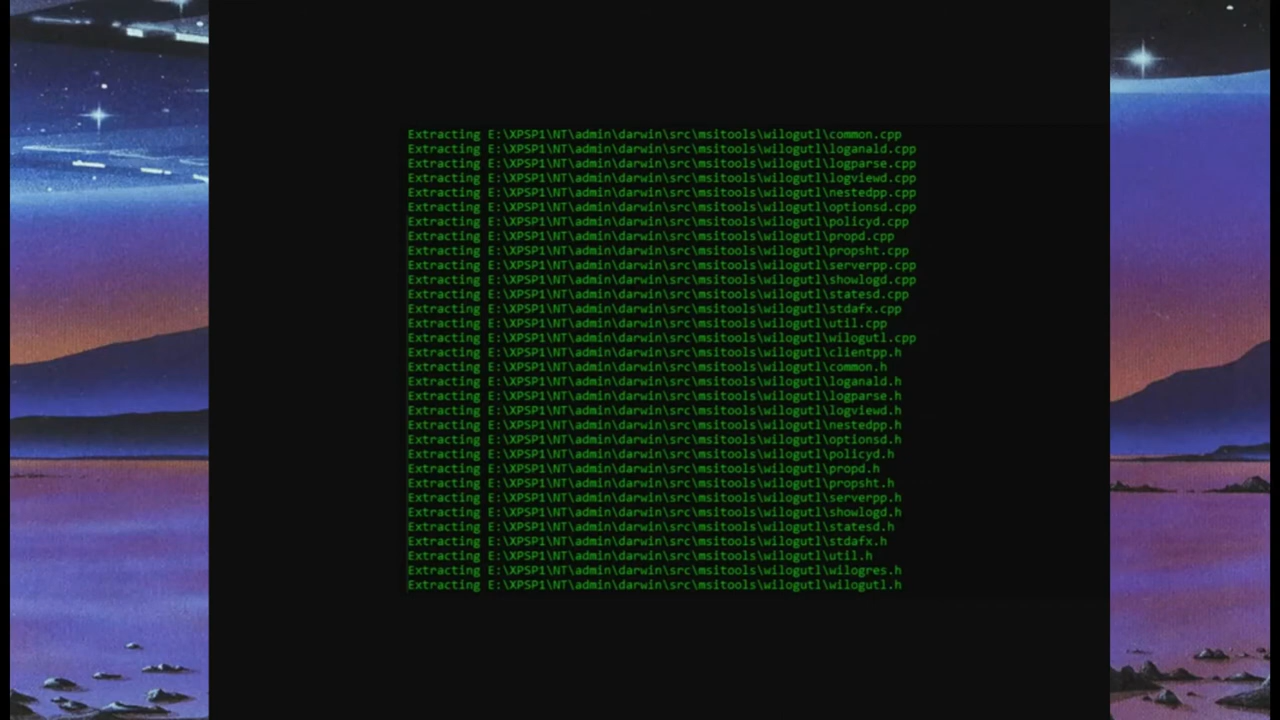 Extracting E:\XPSP1\NT\admin\darwin\src\msitools\wilogutl\common.cpp
Extracting E:\XPSP1\NT\admin\darwin\src\msitools\wilogutl\loganald.cpp
Extracting E:\XPSP1\NT\admin\darwin\src\msitools\wilogutl\logparse.cpp
Extracting E:\XPSP1\NT\admin\darwin\src\msitools\wilogutl\logviewd.cpp
Extracting E:\XPSP1\NT\admin\darwin\src\msitools\wilogutl\nestedpp.cpp
Extracting E:\XPSP1\NT\admin\darwin\src\msitools\wilogutl\optionsd.cpp
Extracting E:\XPSP1\NT\admin\darwin\src\msitools\wilogutl\policyd.cpp
Extracting E:\XPSP1\NT\admin\darwin\src\msitools\wilogutl\propd.cpp
Extracting E:\XPSP1\NT\admin\darwin\src\msitools\wilogutl\propsht.cpp
Extracting E:\XPSP1\NT\admin\darwin\src\msitools\wilogutl\serverpp.cpp
Extracting E:\XPSP1\NT\admin\darwin\src\msitools\wilogutl\showlogd.cpp
Extracting E:\XPSP1\NT\admin\darwin\src\msitools\wilogutl\statesd.cpp
Extracting E:\XPSP1\NT\admin\darwin\src\msitools\wilogutl\stdafx.cpp
Extracting E:\XPSP1\NT\admin\darwin\src\msitools\wilogutl\util.cpp
Extracting E:\XPSP1\NT\admin\darwin\src\msitools\wilogutl\wilogutl.cpp
Extracting E:\XPSP1\NT\admin\darwin\src\msitools\wilogutl\clientpp.h
Extracting E:\XPSP1\NT\admin\darwin\src\msitools\wilogutl\common.h
Extracting E:\XPSP1\NT\admin\darwin\src\msitools\wilogutl\loganald.h
Extracting E:\XPSP1\NT\admin\darwin\src\msitools\wilogutl\logparse.h
Extracting E:\XPSP1\NT\admin\darwin\src\msitools\wilogutl\logviewd.h
Extracting E:\XPSP1\NT\admin\darwin\src\msitools\wilogutl\nestedpp.h
Extracting E:\XPSP1\NT\admin\darwin\src\msitools\wilogutl\optionsd.h
Extracting E:\XPSP1\NT\admin\darwin\src\msitools\wilogutl\policyd.h
Extracting E:\XPSP1\NT\admin\darwin\src\msitools\wilogutl\propd.h
Extracting E:\XPSP1\NT\admin\darwin\src\msitools\wilogutl\propsht.h
Extracting E:\XPSP1\NT\admin\darwin\src\msitools\wilogutl\serverpp.h
Extracting E:\XPSP1\NT\admin\darwin\src\msitools\wilogutl\showlogd.h
Extracting E:\XPSP1\NT\admin\darwin\src\msitools\wilogutl\statesd.h
Extracting E:\XPSP1\NT\admin\darwin\src\msitools\wilogutl\stdafx.h
Extracting E:\XPSP1\NT\admin\darwin\src\msitools\wilogutl\util.h
Extracting E:\XPSP1\NT\admin\darwin\src\msitools\wilogutl\wilogres.h
Extracting E:\XPSP1\NT\admin\darwin\src\msitools\wilogutl\wilogutl.h